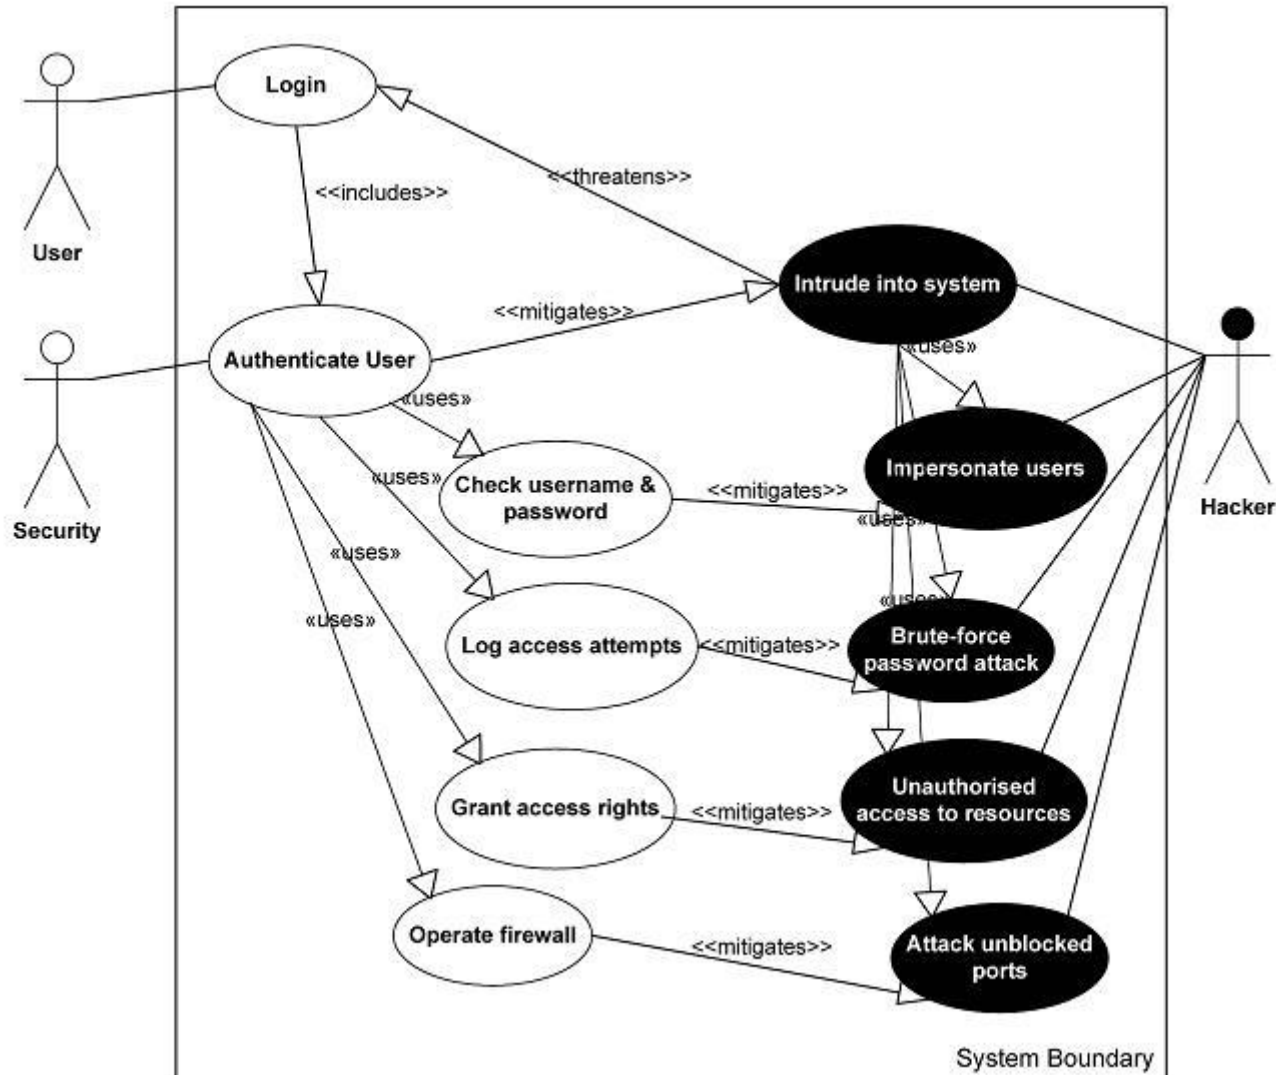 Login
<<threatens>>
<<includes>>
User
Intrude into system
<<mitigates>>
«uses»
Authenticate User
«uses»
Impersonate users
Security
«uses»
Check username &
password
<<mitigates>>
Hacker
«uses»
«uses»
«uses»
«uses»
Brute-force
password attack
Log access attempts
<<mitigates>>
«uses»
Unauthorised
access to resources
Grant access rights
<<mitigates>>
Operate firewall
<<mitigates>>
Attack unblocked
ports
System Boundary